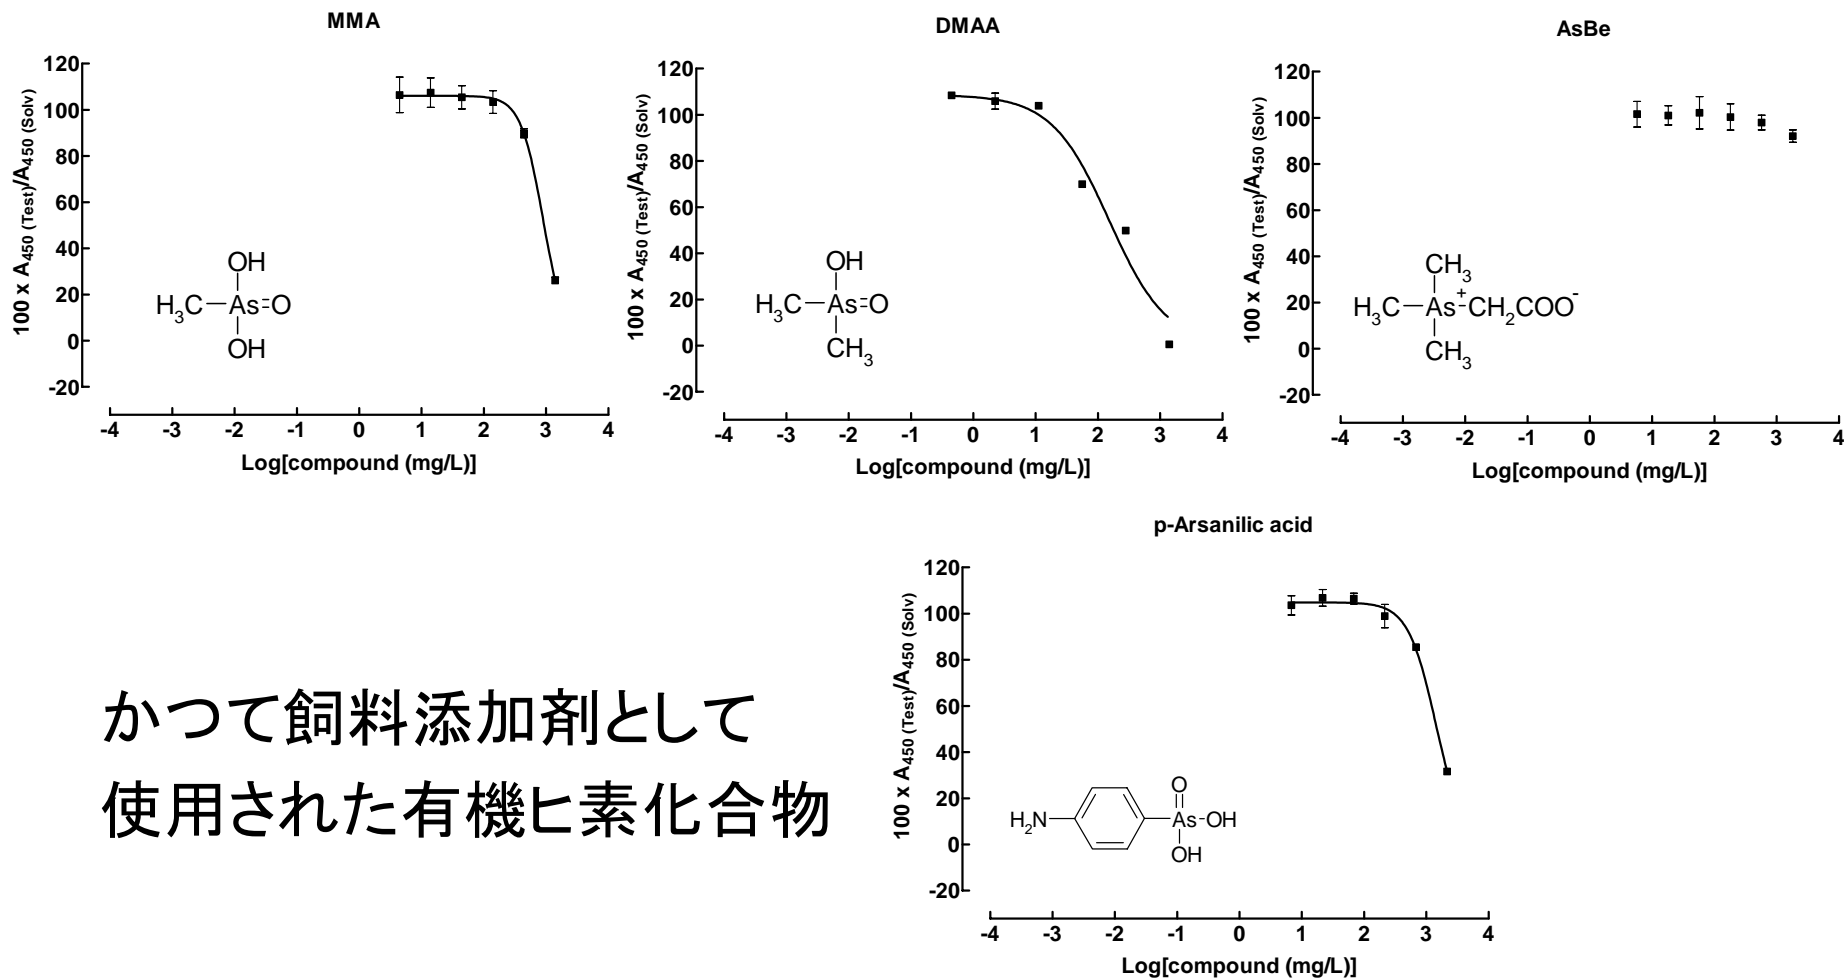 MMA
DMAA
AsBe
100 x A450 (Test)/A450 (Solv)
120
100
80
60
40
20
0
-20
OH
H3C As=O
OH
-4 -3 -2 -1 0 1 2 3 4
Log[compound (mg/L)]
100 x A450 (Test)/A450 (Solv)
120
100
80
60
40
20
0
-20
OH
H3C As=O
CH3
-4 -3 -2 -1 0 1 2 3 4
Log[compound (mg/L)]
100 x A450 (Test)/A450 (Solv)
120
100
80
60
40
20
0
-20
CH3
H3C As+ CH2COO-
CH3
-4 -3 -2 -1 0 1 2 3 4
Log[compound (mg/L)]
かつて飼料添加剤として
使用された有機ヒ素化合物
p-Arsanilic acid
100 x A450 (Test)/A450 (Solv)
120
100
80
60
40
20
0
-20
O
H2N As-OH
OH
-4 -3 -2 -1 0 1 2 3 4
Log[compound (mg/L)]